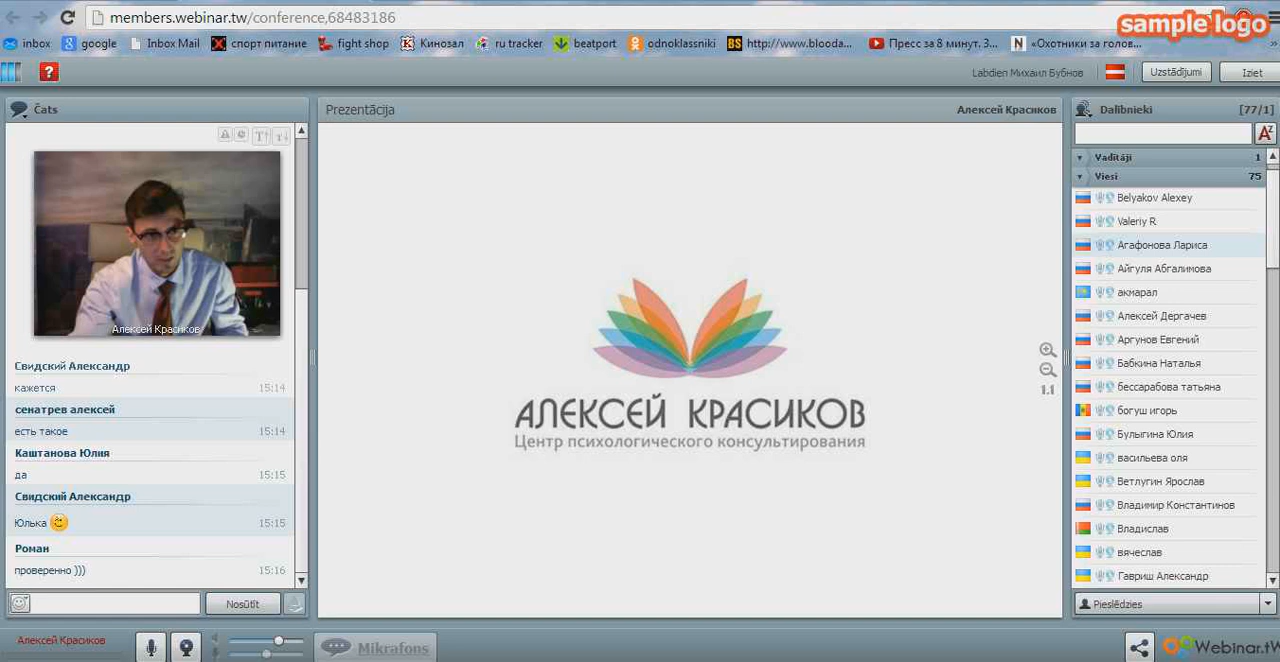 members.webinar.tw/conference,68483186
sample logo
inbox google Inbox Mail спорт питание fight shop Кинозал ru tracker beatport odnoklassniki http://www.blooda... Пресс за 8 минут. З... «Охотники за голов...
Labdien Михаил Бубнов Uzstādījumi Iziet
Čats
Prezentācija
Алексей Красиков
Dalībnieki [77/1]
Vadītāji 1
Viesi 75
Алексей Красиков
Свидский Александр
кажется 15:14
сенатрев алексей
есть такое 15:14
Каштанова Юлия
да 15:15
Свидский Александр
Юлька 15:15
Роман
проверенно ))) 15:16
Nosūtīt
АЛЕКСЕЙ КРАСИКОВ
Центр психологического консультирования
1:1
Belyakov Alexey
Valeriy R
Агафонова Лариса
Айгуля Абгалимова
акмарал
Алексей Дергачев
Аргунов Евгений
Бабкина Наталья
бессарабова татьяна
богуш игорь
Булыгина Юлия
васильева оля
Ветлугин Ярослав
Владимир Константинов
Владислав
вячеслав
Гавриш Александр
Pieslēdzies
Алексей Красиков
Mikrafons
Webinar.tw